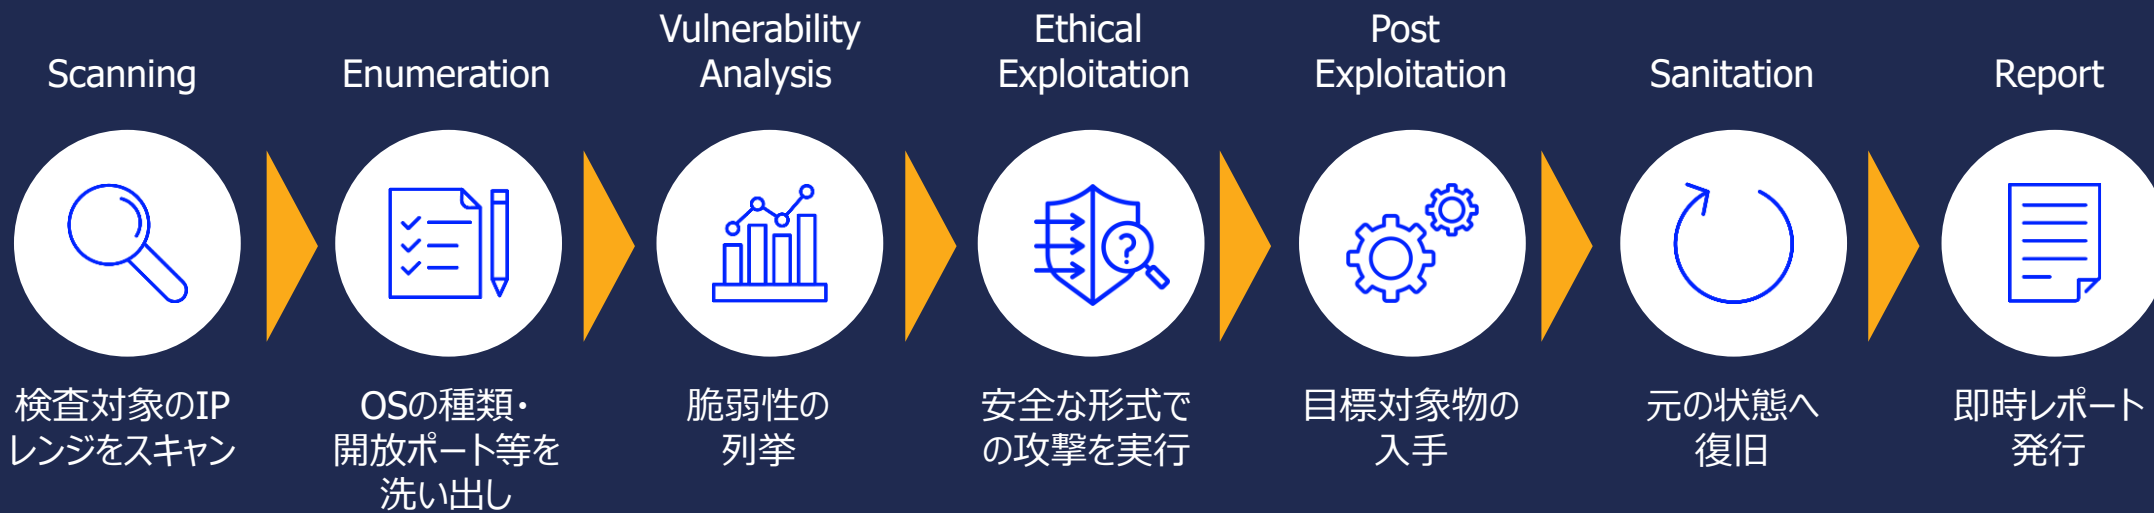 Scanning
検査対象のIP
レンジをスキャン
Enumeration
OSの種類・
開放ポート等を
洗い出し
Vulnerability
Analysis
脆弱性の
列挙
Ethical
Exploitation
安全な形式で
の攻撃を実行
Post
Exploitation
目標対象物の
入手
Sanitation
元の状態へ
復旧
Report
即時レポート
発行
?